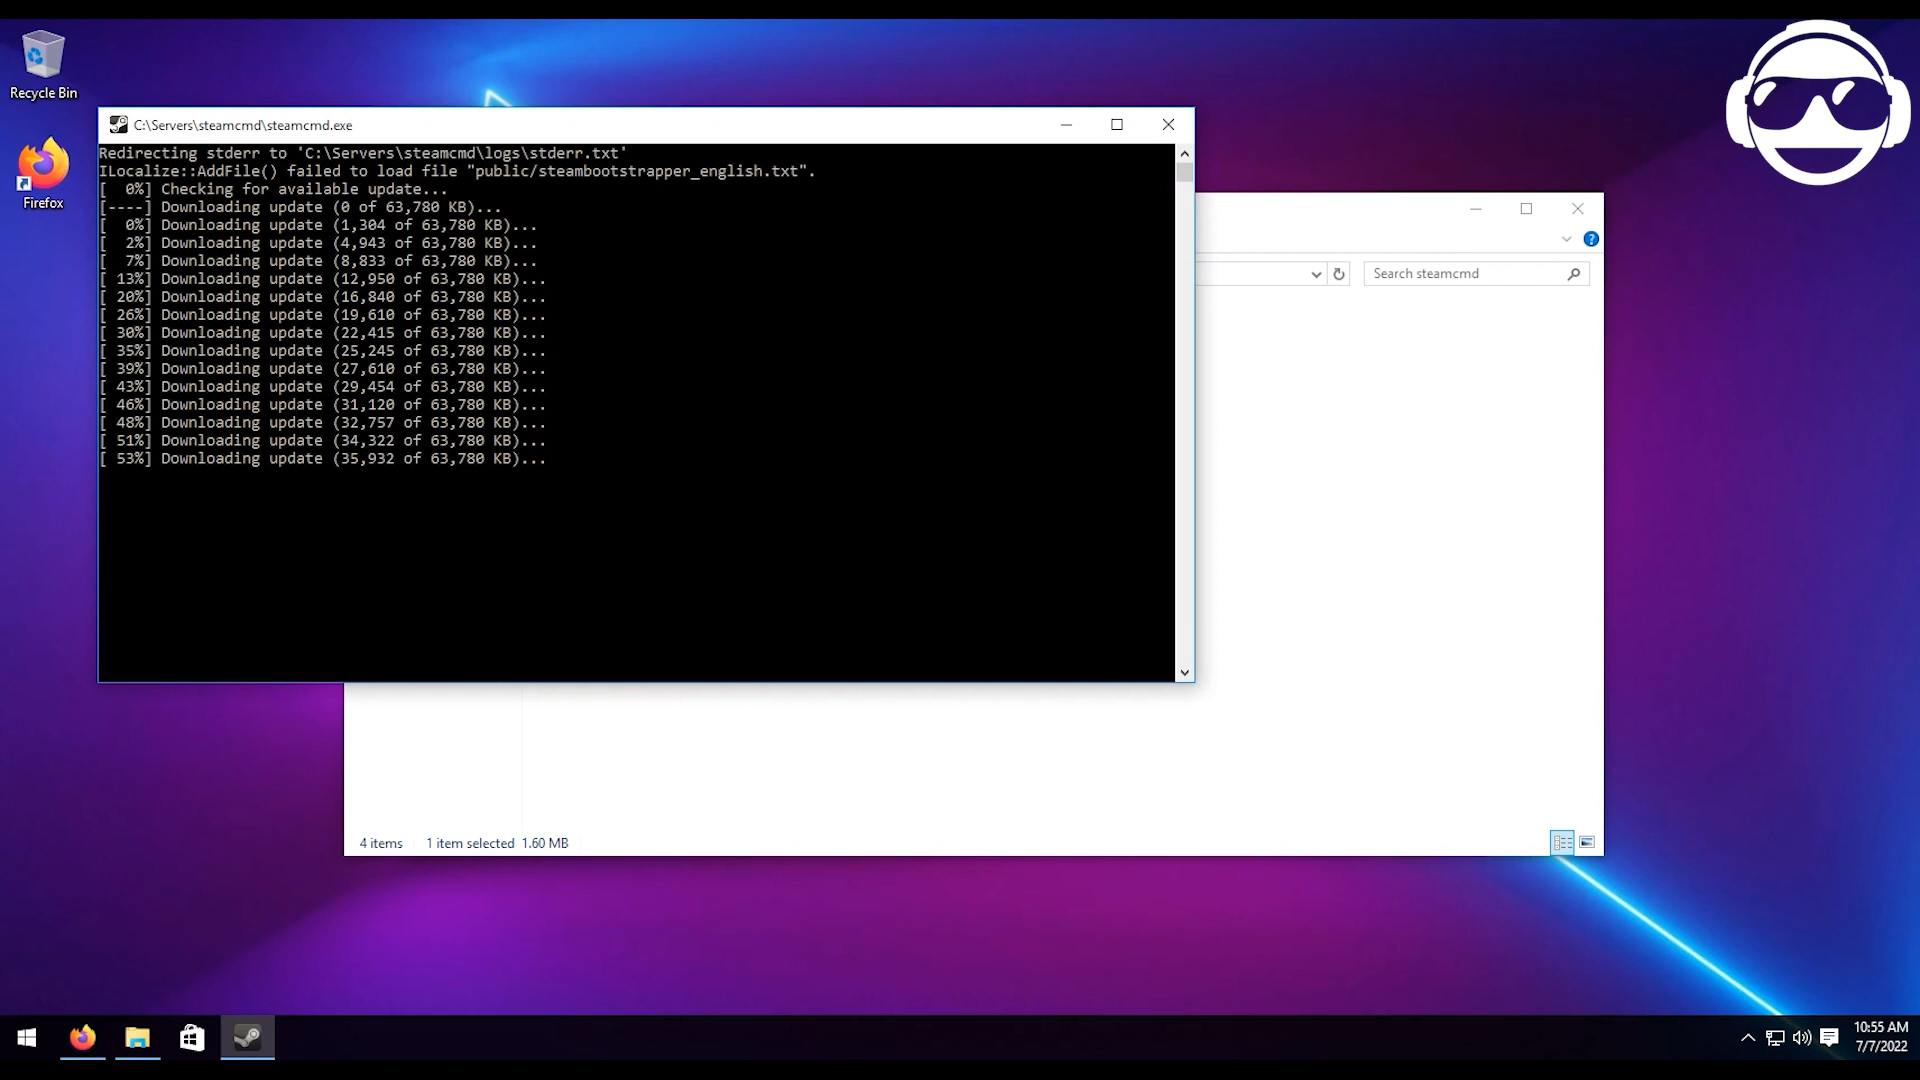 Recycle Bin
Firefox
C:\Servers\steamcmd\steamcmd.exe
Redirecting stderr to 'C:\Servers\steamcmd\logs\stderr.txt'
ILocalize::AddFile() failed to load file "public/steambootstrapper_english.txt".
[  0%] Checking for available update...
[----] Downloading update (0 of 63,780 KB)...
[  0%] Downloading update (1,304 of 63,780 KB)...
[  2%] Downloading update (4,943 of 63,780 KB)...
[  7%] Downloading update (8,833 of 63,780 KB)...
[ 13%] Downloading update (12,950 of 63,780 KB)...
[ 20%] Downloading update (16,840 of 63,780 KB)...
[ 26%] Downloading update (19,610 of 63,780 KB)...
[ 30%] Downloading update (22,415 of 63,780 KB)...
[ 35%] Downloading update (25,245 of 63,780 KB)...
[ 39%] Downloading update (27,610 of 63,780 KB)...
[ 43%] Downloading update (29,454 of 63,780 KB)...
[ 46%] Downloading update (31,120 of 63,780 KB)...
[ 48%] Downloading update (32,757 of 63,780 KB)...
[ 51%] Downloading update (34,322 of 63,780 KB)...
[ 53%] Downloading update (35,932 of 63,780 KB)...
Search steamcmd
4 items 1 item selected 1.60 MB
10:55 AM
7/7/2022